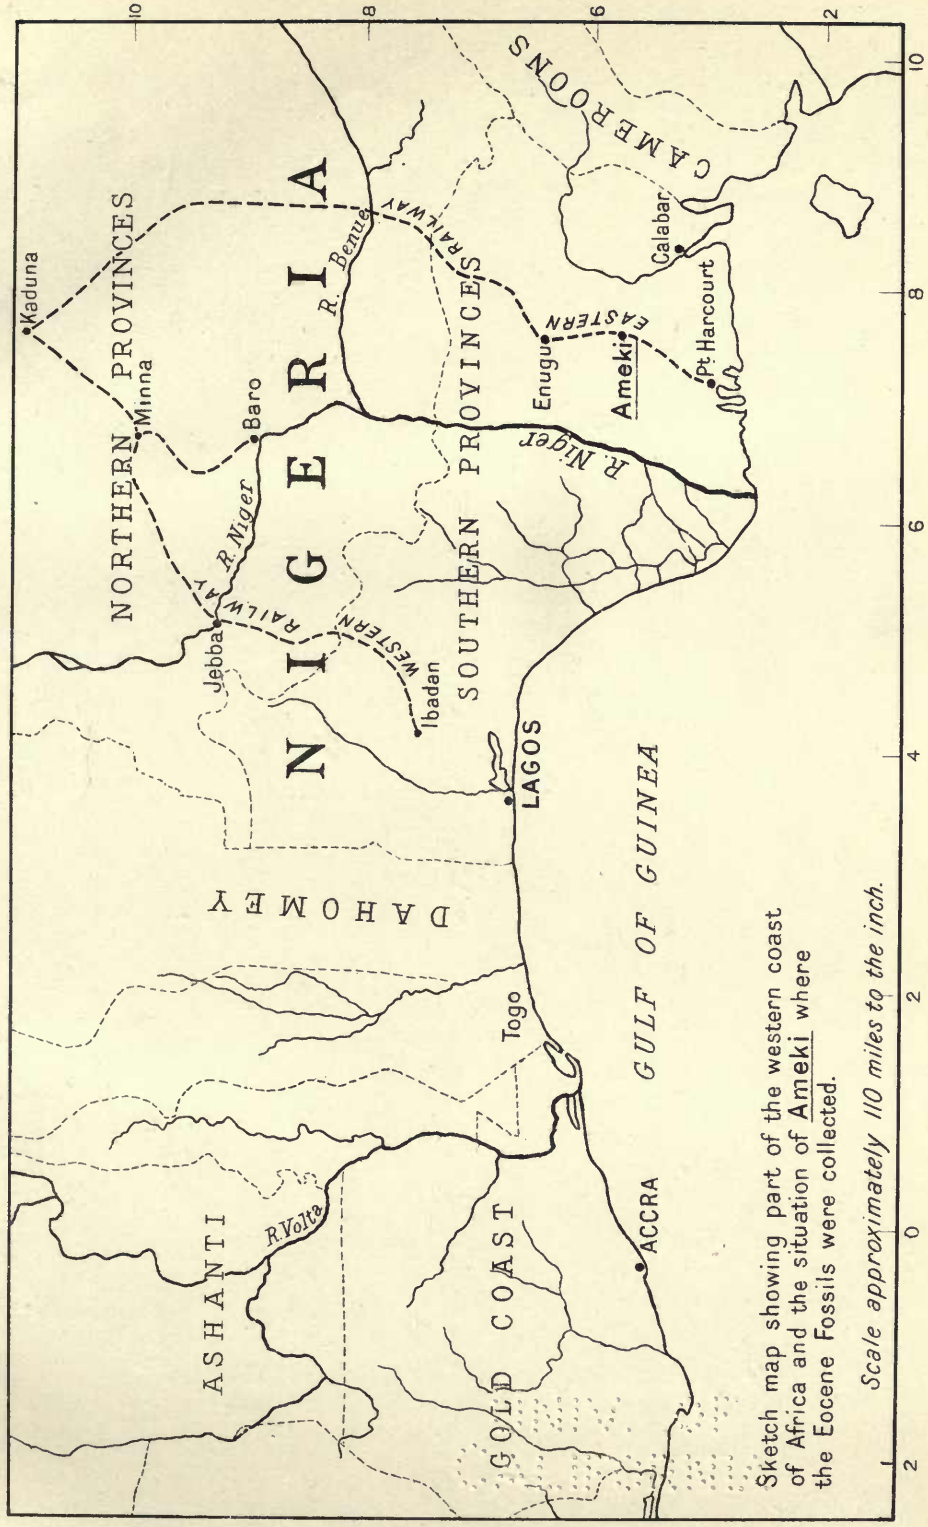 NORTHERN PROVINCES
Kaduna
Minna
Baro
R. Niger
Jebba
WESTERN
RAILWAY
Ibadan
NIGERIA
R. Benue
RAILWAY
EASTERN
SOUTHERN PROVINCES
Enugu
Ameki
Pt. Harcourt
Calabar
CAMEROONS
R. Niger
LAGOS
DAHOMEY
Togo
ASHANTI
R. Volta
GOLD COAST
ACCRA
GULF OF GUINEA
10
8
6
2
2
0
2
4
6
8
10
Sketch map showing part of the western coast
of Africa and the situation of Ameki where
the Eocene Fossils were collected.
Scale approximately 110 miles to the inch.